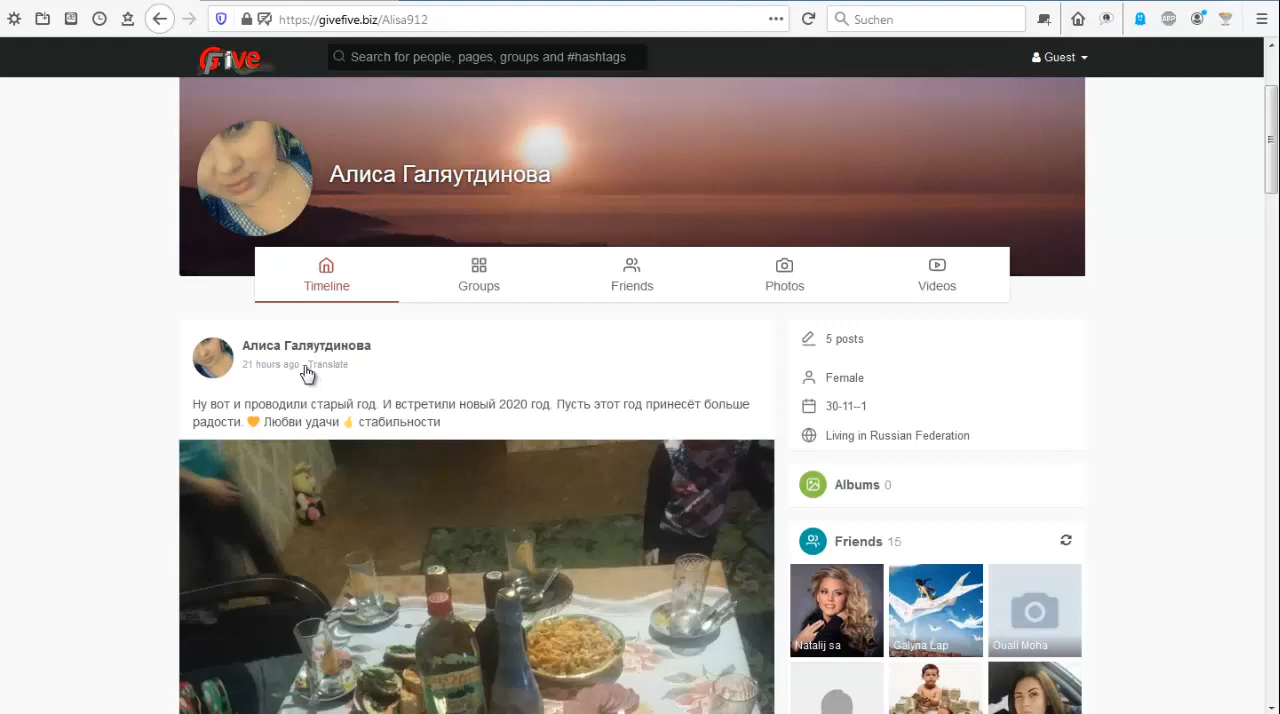 https://givefive.biz/Alisa912
Suchen
ABP
Give
Search for people, pages, groups and #hashtags
Guest
Алиса Галяутдинова
Timeline
Groups
Friends
Photos
Videos
Алиса Галяутдинова
21 hours ago
Translate
Ну вот и проводили старый год. И встретили новый 2020 год. Пусть этот год принесёт больше
радости. 🧡 Любви удачи 🤞 стабильности
5 posts
Female
30-11--1
Living in Russian Federation
Albums 0
Friends 15
Natalij sa
Galyna Lap
Ouali Moha